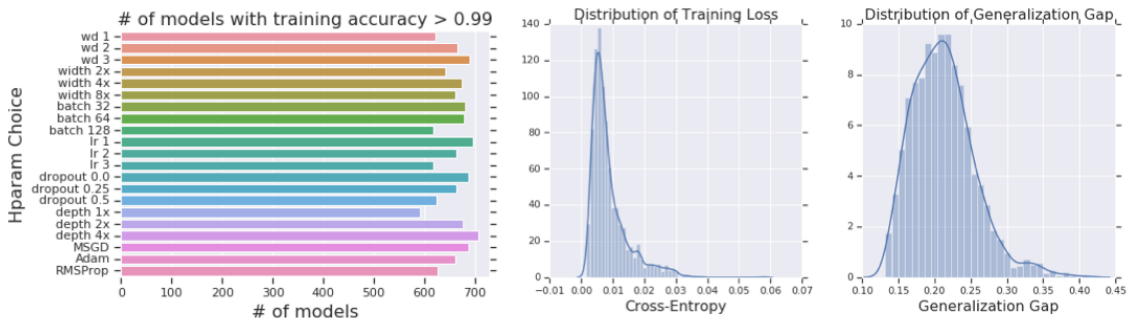 # of models with training accuracy > 0.99
Hparam Choice
wd 1
wd 2
wd 3
width 2x
width 4x
width 8x
batch 32
batch 64
batch 128
lr 1
lr 2
lr 3
dropout 0.0
dropout 0.25
dropout 0.5
depth 1x
depth 2x
depth 4x
MSGD
Adam
RMSProp
0 100 200 300 400 500 600 700
# of models
Distribution of Training Loss
140
120
100
80
60
40
20
0
−0.01 0.00 0.01 0.02 0.03 0.04 0.05 0.06 0.07
Cross-Entropy
Distribution of Generalization Gap
10
8
6
4
2
0
0.10 0.15 0.20 0.25 0.30 0.35 0.40 0.45
Generalization Gap